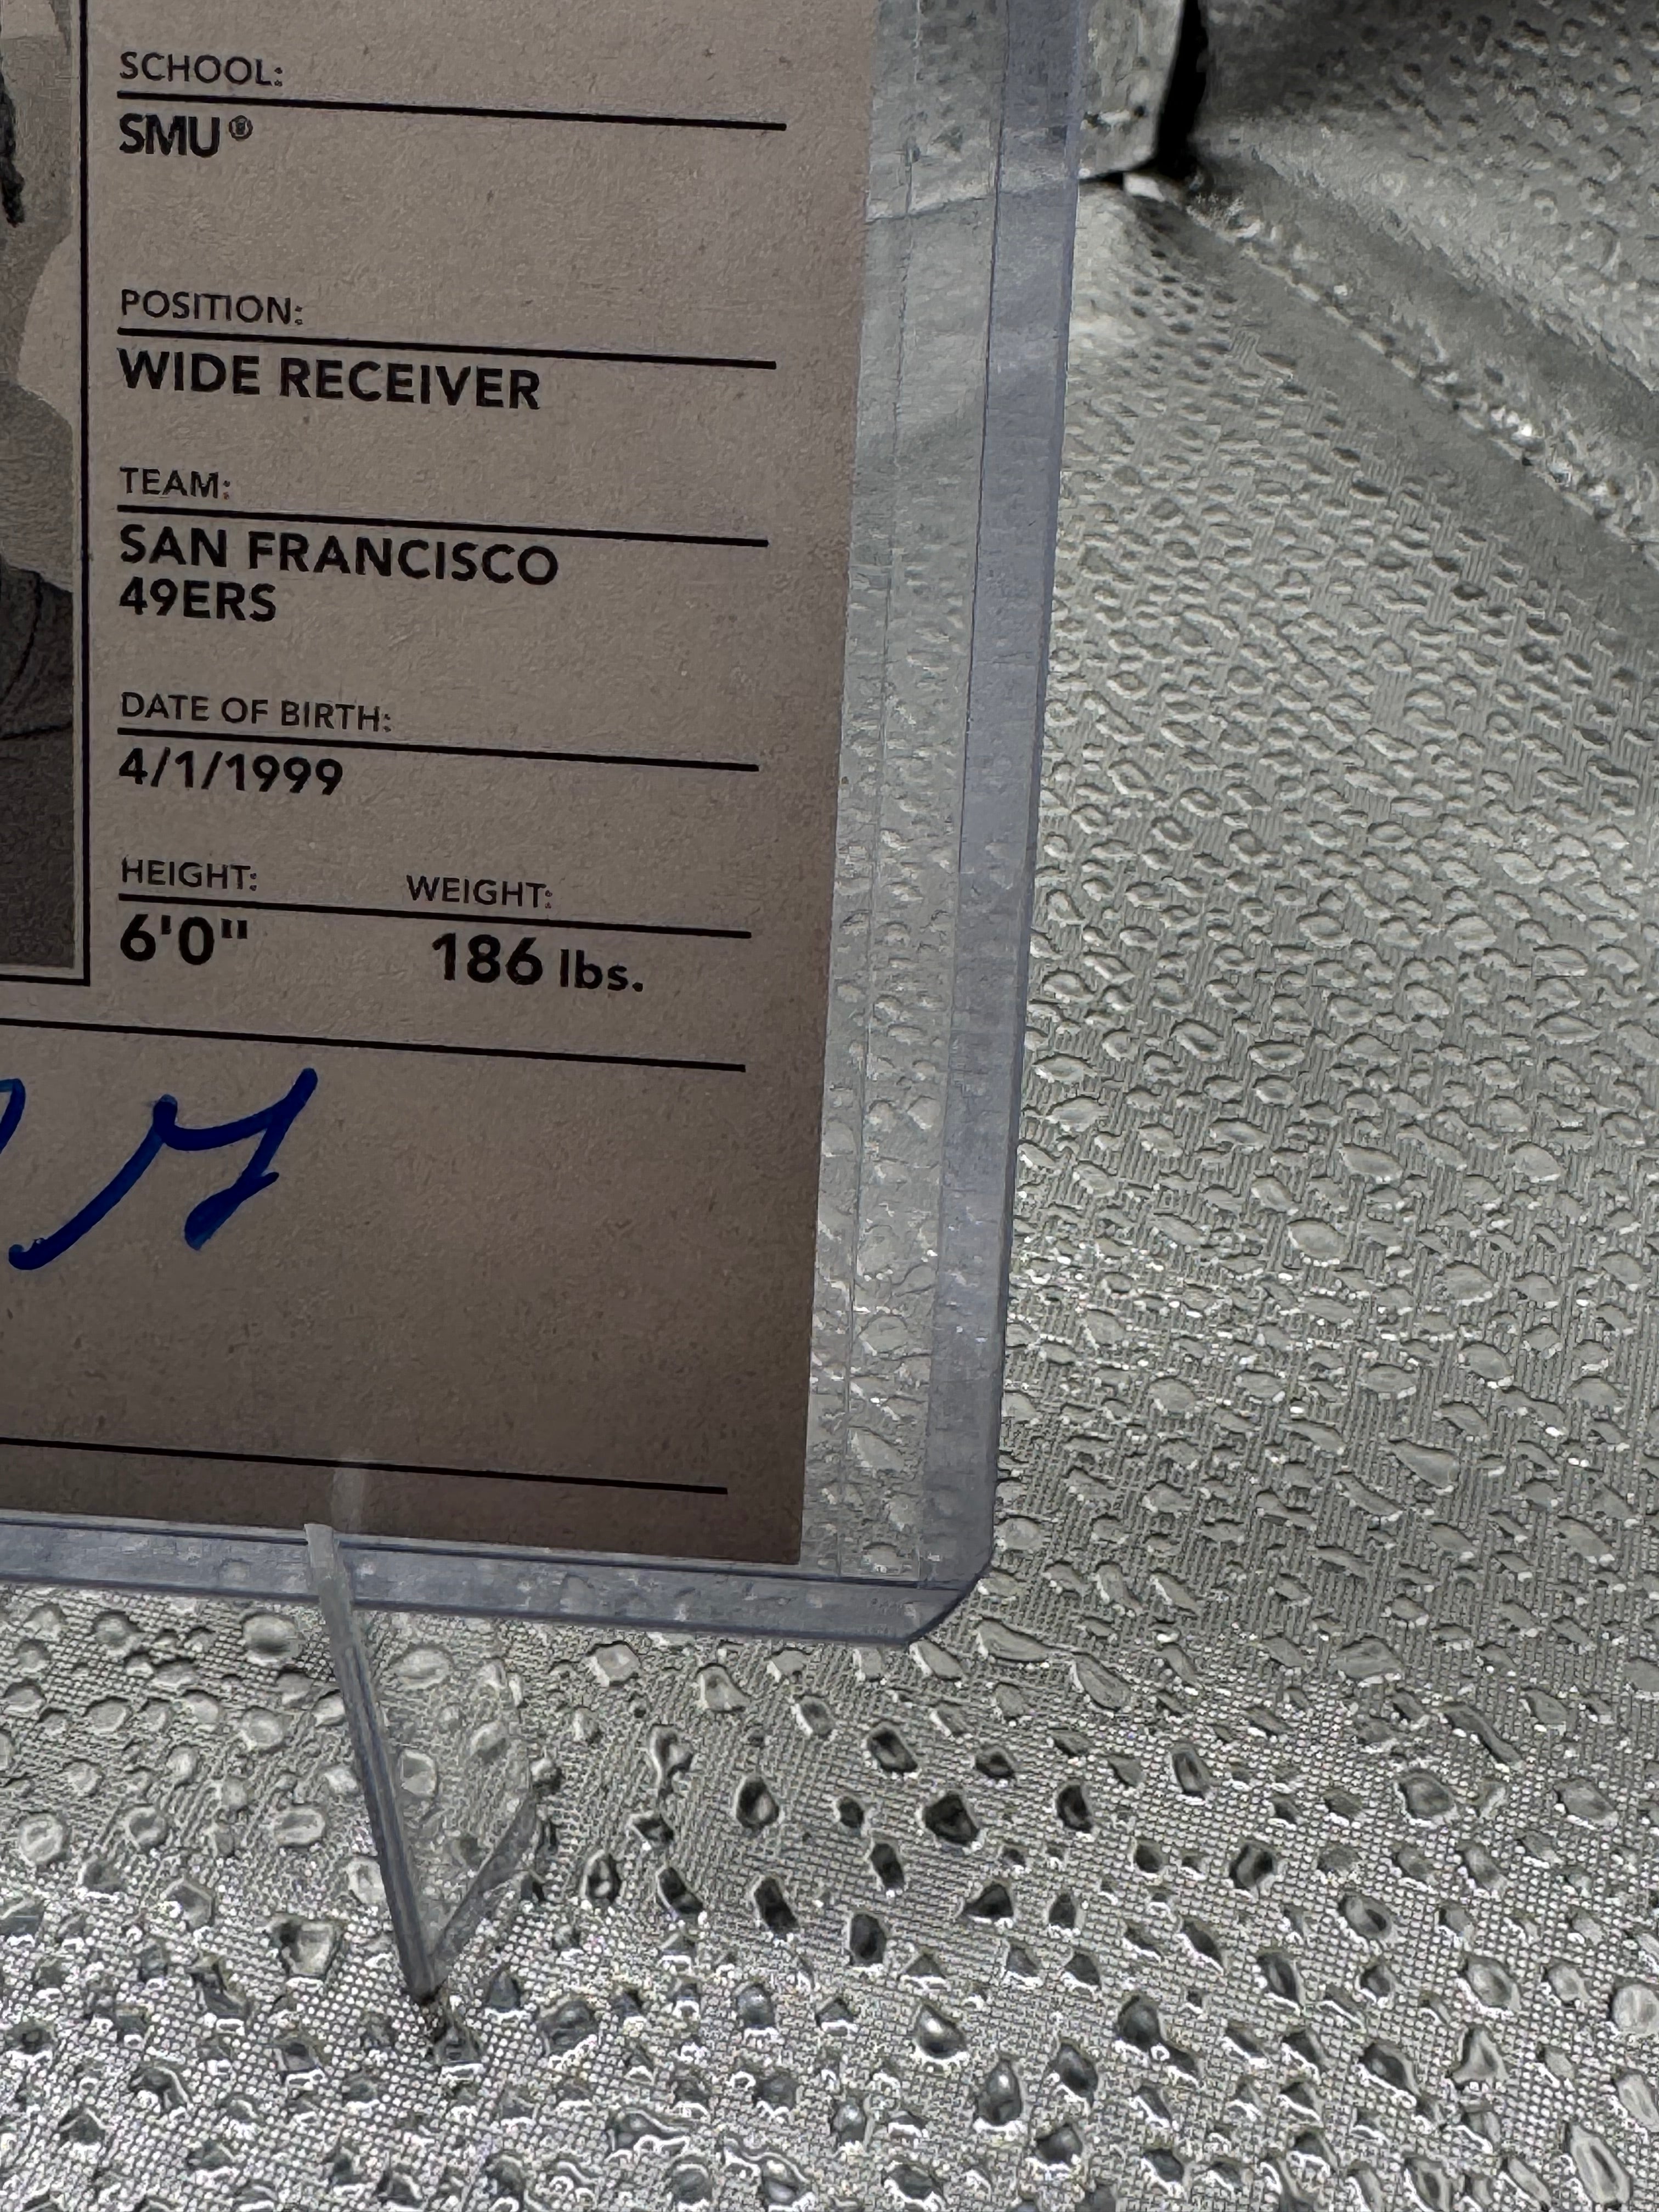 SCHOOL:
SMU®
POSITION:
WIDE RECEIVER
TEAM:
SAN FRANCISCO
49ERS
DATE OF BIRTH:
4/1/1999
HEIGHT: WEIGHT:
6'0" 186 lbs.